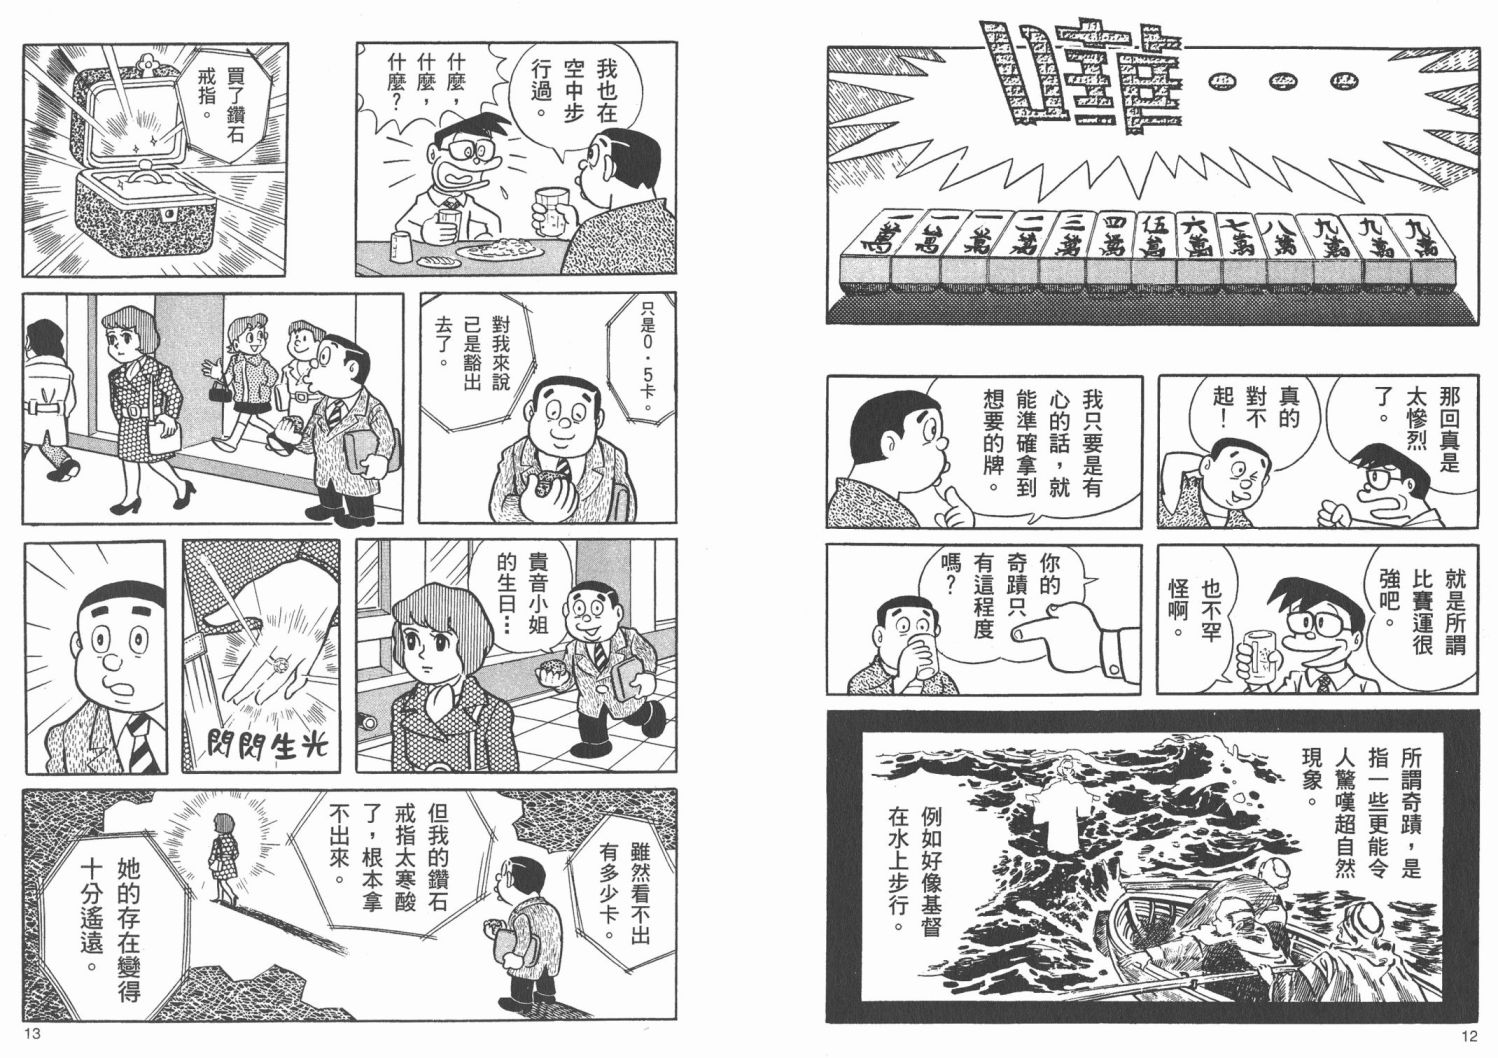 嘩
一萬
一萬
一萬
二萬
三萬
四萬
伍萬
六萬
七萬
八萬
九萬
九萬
九萬
那回真是
太慘烈
了。
真的
對不
起！
我只要是有
心的話，就
能準確拿到
想要的牌。
就是所謂
比賽運很
強吧。
也不罕
怪啊。
你的
奇蹟只
有這程度
嗎？
所謂奇蹟，是
指一些更能令
人驚嘆超自然
現象。
例如好像基督
在水上步行。
12
我也在
空中步
行過。
什麼，
什麼，
什麼？
買了鑽石
戒指。
只是0．5卡。
對我來說
已是豁出
去了。
貴音小姐
的生日…
閃閃生光
雖然看不出
有多少卡。
但我的鑽石
戒指太寒酸
了，根本拿
不出來。
她的存在變得
十分遙遠。
13